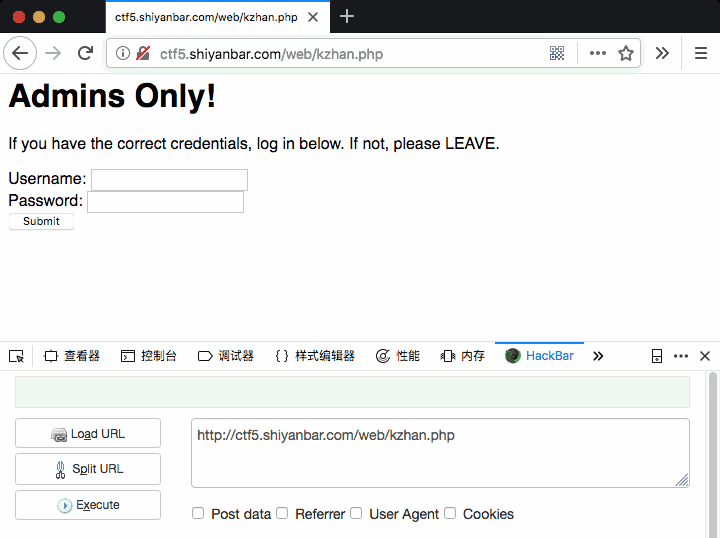 ctf5.shiyanbar.com/web/kzhan.php
ctf5.shiyanbar.com/web/kzhan.php
Admins Only!
If you have the correct credentials, log in below. If not, please LEAVE.
Username:
Password:
Submit
查看器 控制台 调试器 {} 样式编辑器 性能 内存 HackBar
Load URL
http://ctf5.shiyanbar.com/web/kzhan.php
Split URL
Execute
Post data Referrer User Agent Cookies